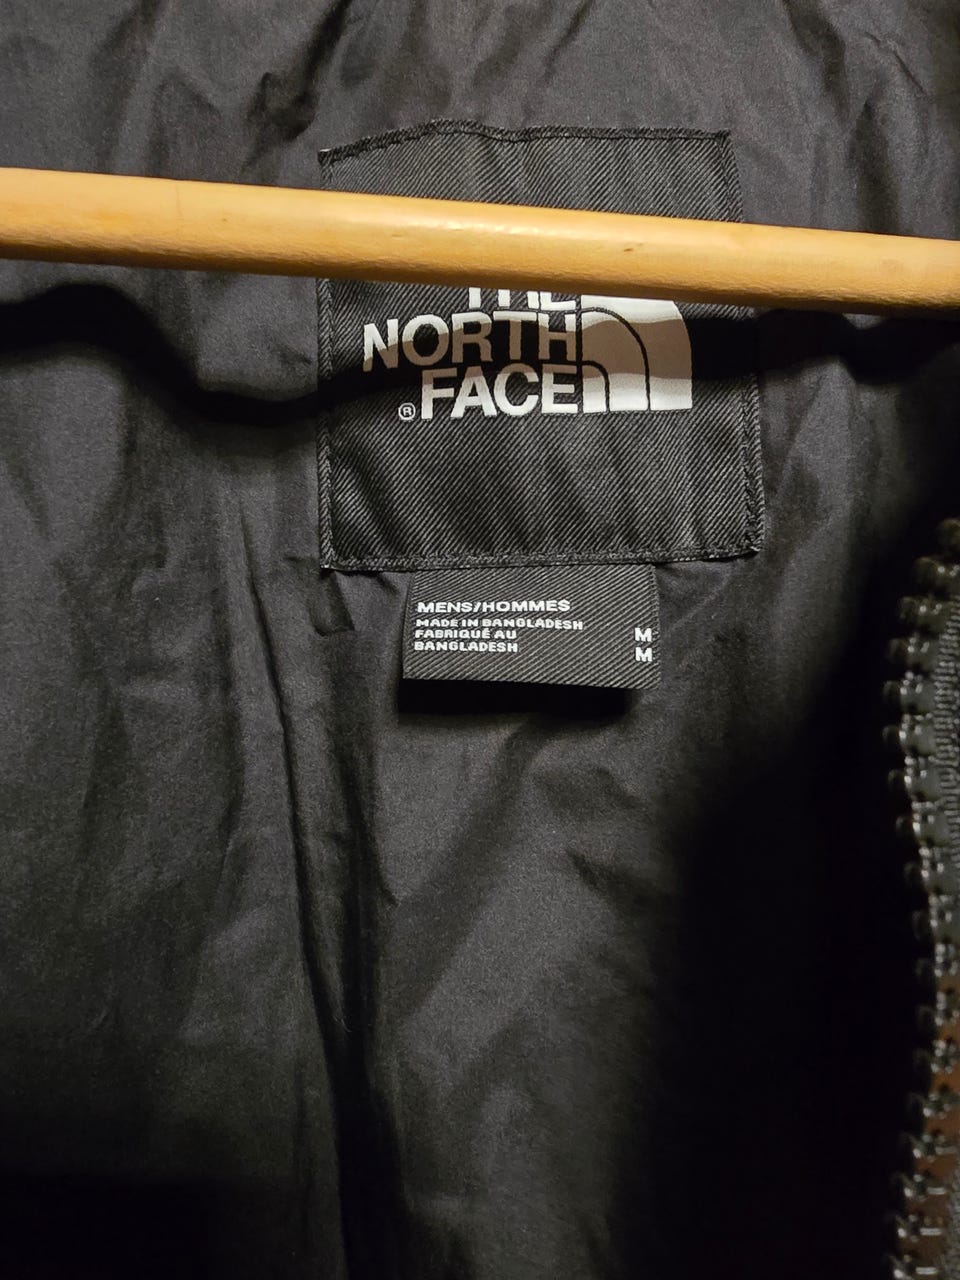 THE
NORTH
FACE
®
MENS/HOMMES
MADE IN BANGLADESH
FABRIQUÉ AU
BANGLADESH
M
M